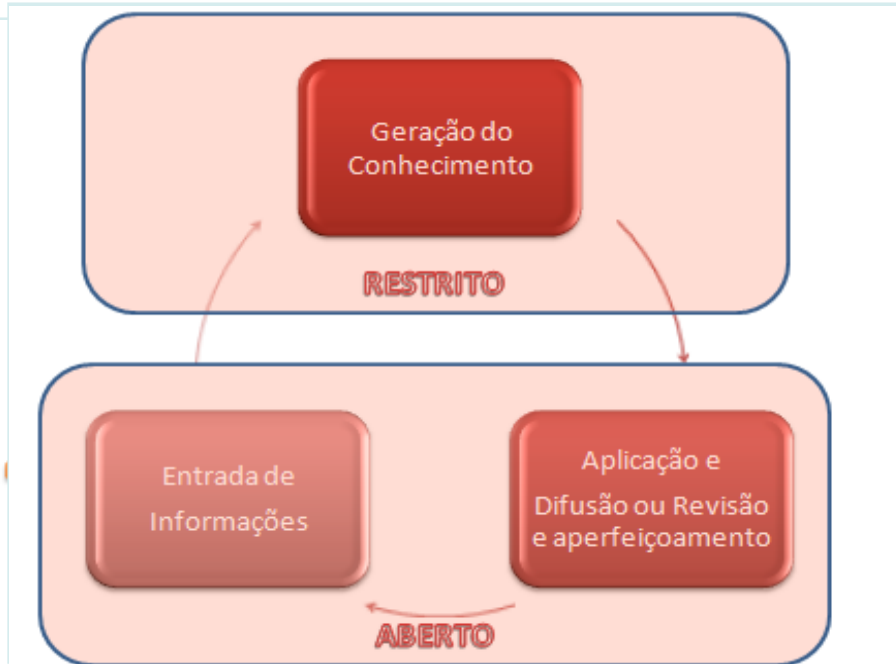 Geração do
Conhecimento
RESTRITO
Entrada de
Informações
Aplicação e
Difusão ou Revisão
e aperfeiçoamento
ABERTO